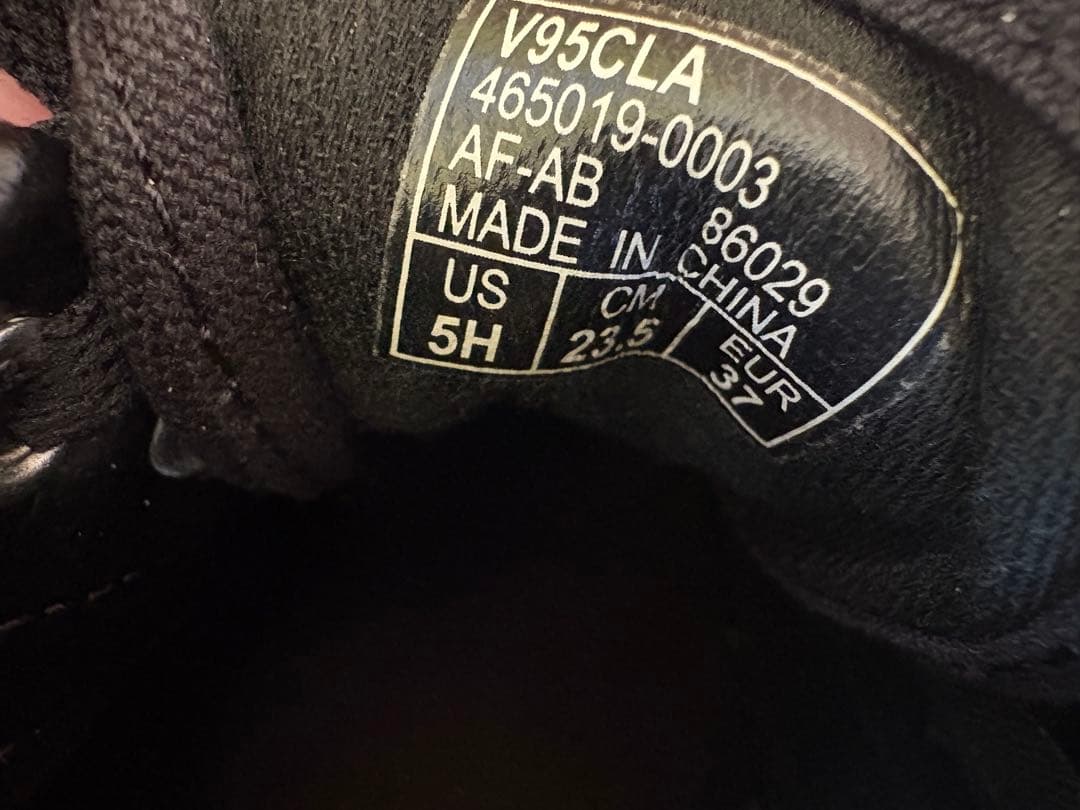 V95CLA
465019-0003
AF-AB 86029
MADE IN CHINA
US CM EUR
5H 23.5 37